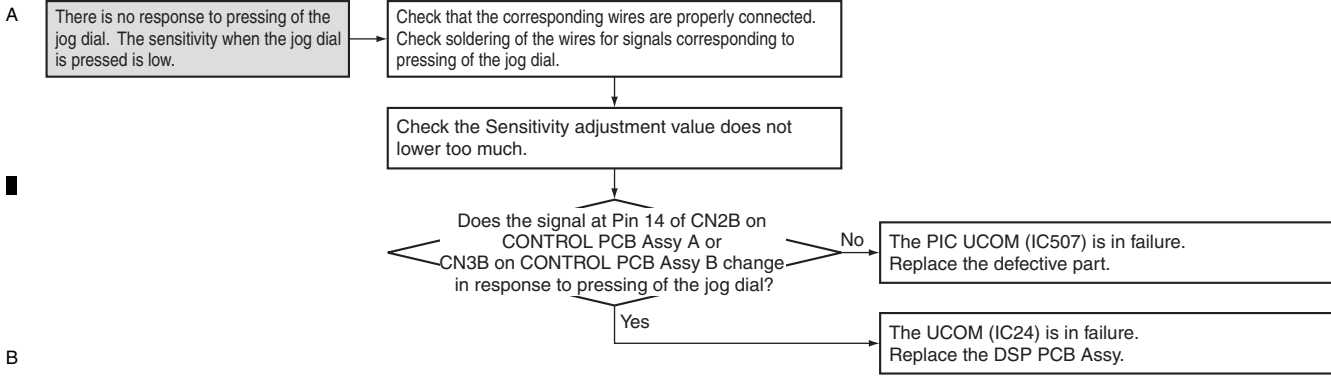 A
There is no response to pressing of the
jog dial. The sensitivity when the jog dial
is pressed is low.
Check that the corresponding wires are properly connected.
Check soldering of the wires for signals corresponding to
pressing of the jog dial.
Check the Sensitivity adjustment value does not
lower too much.
Does the signal at Pin 14 of CN2B on
CONTROL PCB Assy A or
CN3B on CONTROL PCB Assy B change
in response to pressing of the jog dial?
No
The PIC UCOM (IC507) is in failure.
Replace the defective part.
Yes
The UCOM (IC24) is in failure.
Replace the DSP PCB Assy.
B